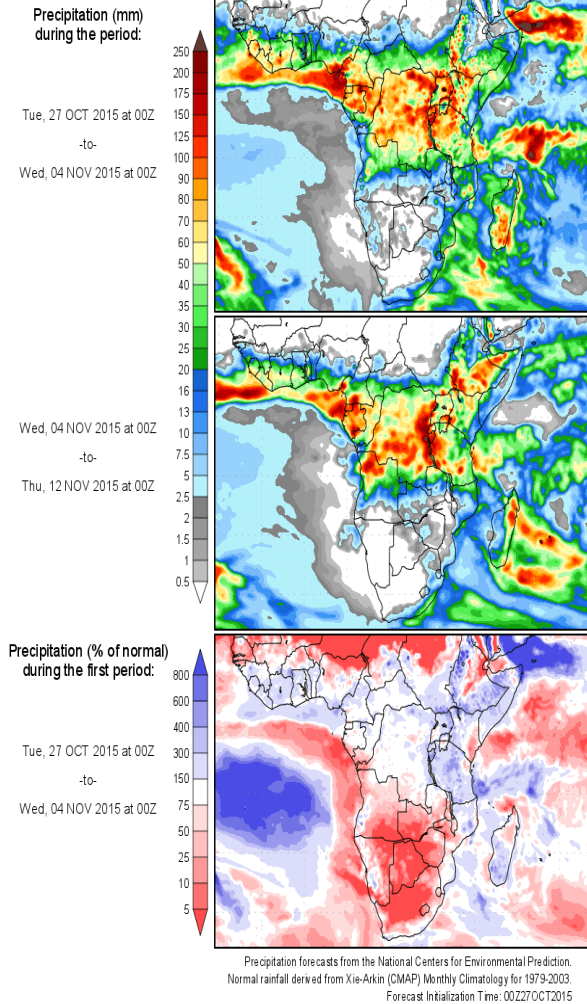 Precipitation (mm)
during the period:
250
200
175
150
125
100
90
80
70
60
50
40
35
30
25
20
16
13
10
7.5
5
2.5
2
1.5
1
0.5
Tue, 27 OCT 2015 at 00Z
-to-
Wed, 04 NOV 2015 at 00Z
Wed, 04 NOV 2015 at 00Z
-to-
Thu, 12 NOV 2015 at 00Z
Precipitation (% of normal)
during the first period:
800
600
400
300
150
75
50
25
10
5
Tue, 27 OCT 2015 at 00Z
-to-
Wed, 04 NOV 2015 at 00Z
Precipitation forecasts from the National Centers for Environmental Prediction.
Normal rainfall derived from Xie-Arkin (CMAP) Monthly Climatology for 1979-2003.
Forecast Initialization Time: 00Z27OCT2015